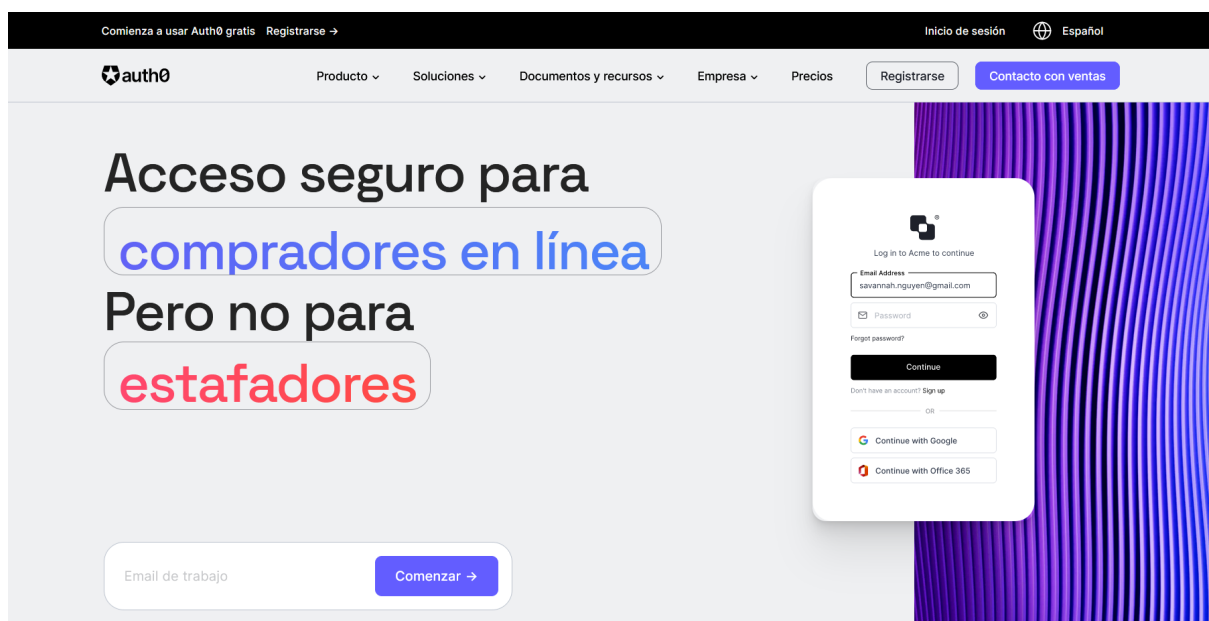 Comienza a usar Auth0 gratis Registrarse →
Inicio de sesión
Español
auth0
Producto
Soluciones
Documentos y recursos
Empresa
Precios
Registrarse
Contacto con ventas
Acceso seguro para
compradores en línea
Pero no para
estafadores
Email de trabajo
Comenzar →
Log in to Acme to continue
Email Address
savannah.nguyen@gmail.com
Password
Forgot password?
Continue
Don't have an account? Sign up
OR
Continue with Google
Continue with Office 365